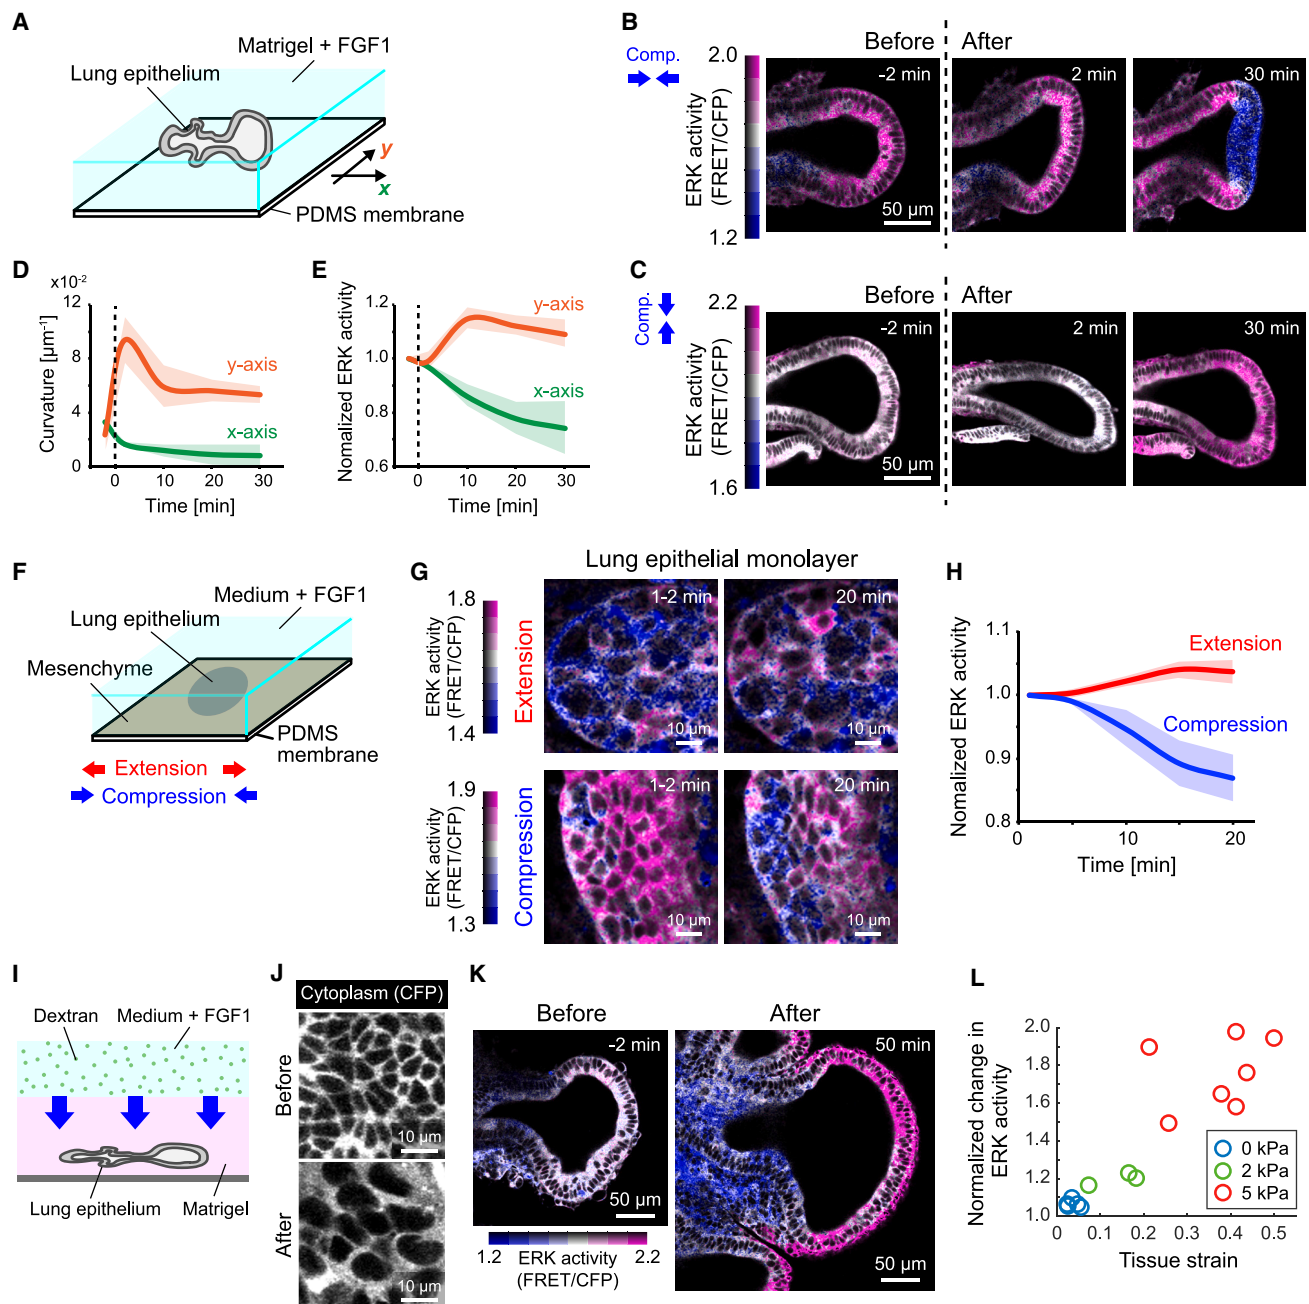 A
Matrigel + FGF1
Lung epithelium
y
x
PDMS membrane
B
Comp.
Before
After
2.0
ERK activity
(FRET/CFP)
1.2
-2 min
50 µm
2 min
30 min
C
Comp.
Before
After
2.2
ERK activity
(FRET/CFP)
1.6
-2 min
50 µm
2 min
30 min
D
x10⁻²
12
8
4
0
Curvature [µm⁻¹]
y-axis
x-axis
0
10
20
30
Time [min]
E
1.2
1.0
0.8
0.6
Normalized ERK activity
y-axis
x-axis
0
10
20
30
Time [min]
F
Medium + FGF1
Lung epithelium
Mesenchyme
PDMS
membrane
Extension
Compression
G
Lung epithelial monolayer
1.8
ERK activity
(FRET/CFP)
1.4
Extension
1-2 min
10 µm
20 min
10 µm
1.9
ERK activity
(FRET/CFP)
1.3
Compression
1-2 min
10 µm
20 min
10 µm
H
1.1
1.0
0.9
0.8
Nomalized ERK activity
Extension
Compression
0
10
20
Time [min]
I
Dextran
Medium + FGF1
Lung epithelium
Matrigel
J
Cytoplasm (CFP)
Before
10 µm
After
10 µm
K
Before
After
-2 min
50 µm
50 min
50 µm
1.2
ERK activity
(FRET/CFP)
2.2
L
Normalized change in
ERK activity
2.0
1.8
1.6
1.4
1.2
1.0
0 kPa
2 kPa
5 kPa
0
0.1
0.2
0.3
0.4
0.5
Tissue strain